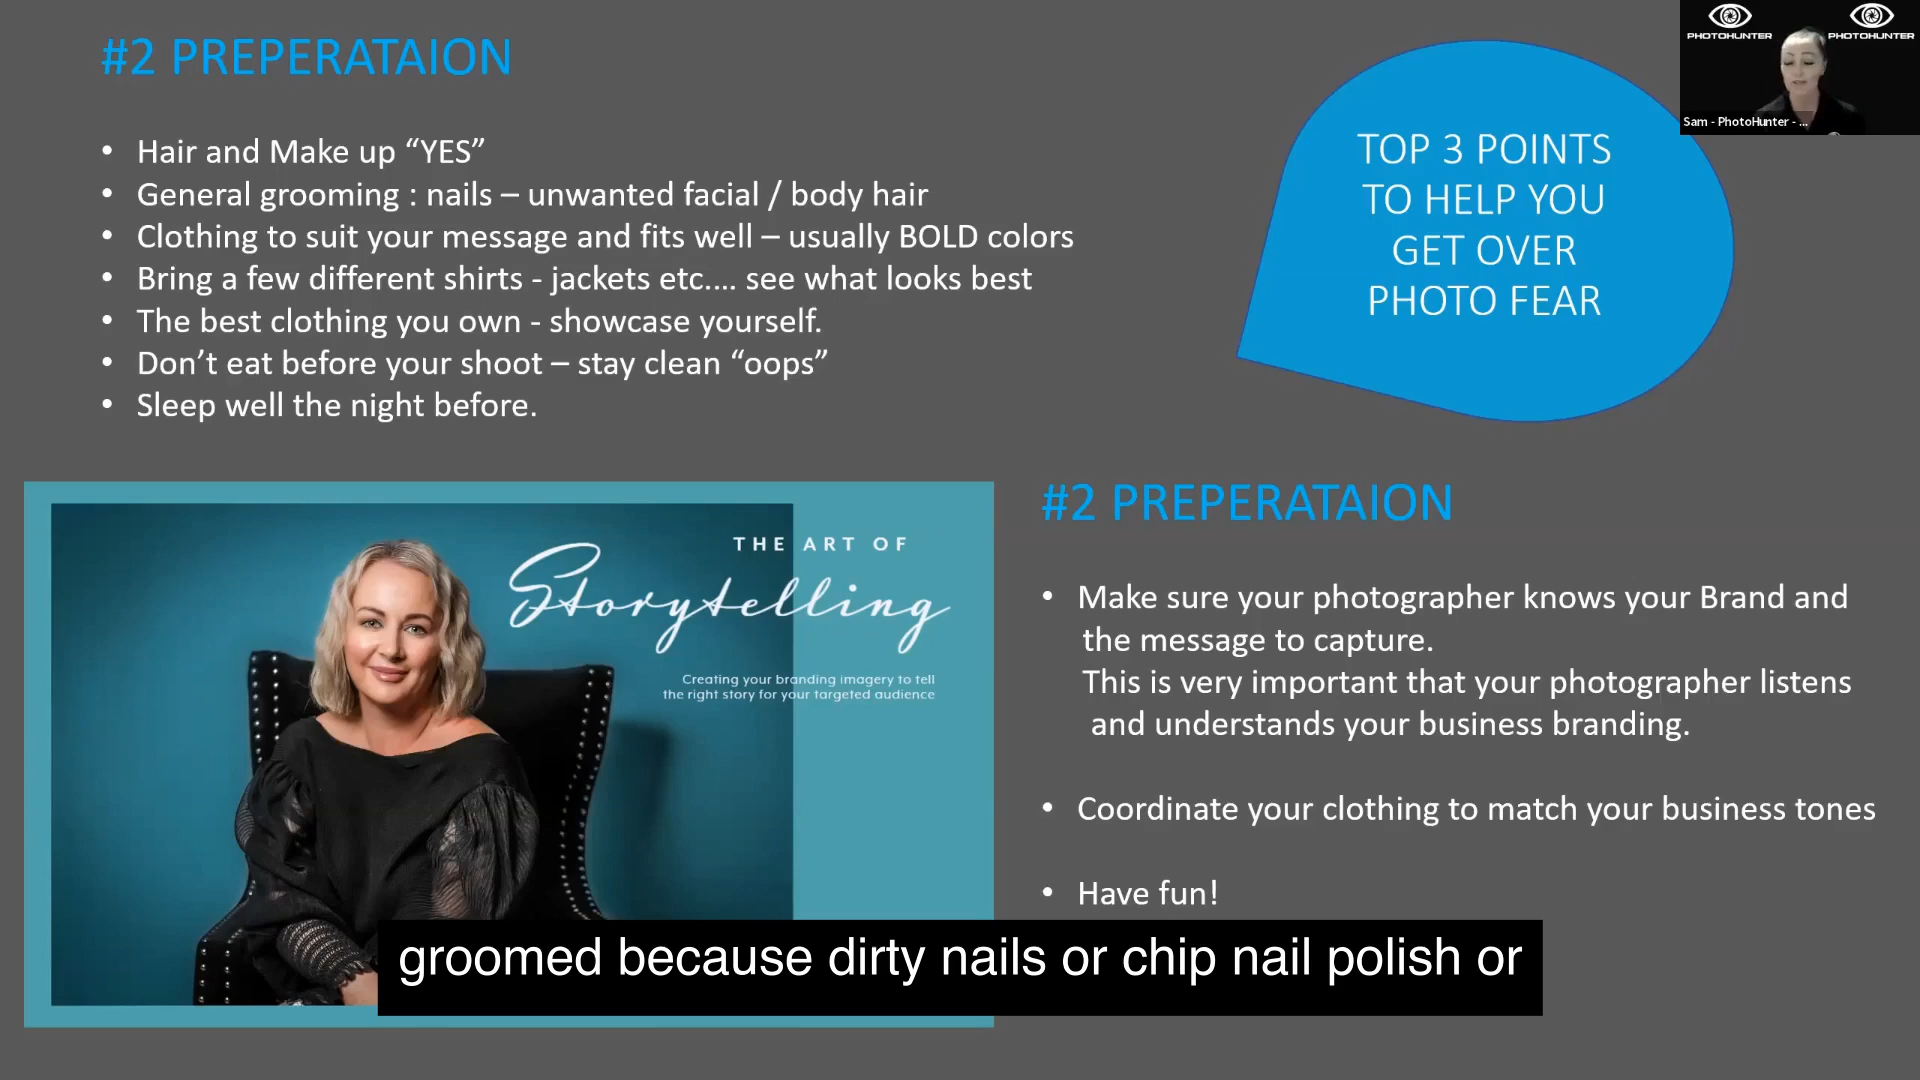 #2 PREPERATAION
• Hair and Make up “YES”
• General grooming : nails – unwanted facial / body hair
• Clothing to suit your message and fits well – usually BOLD colors
• Bring a few different shirts - jackets etc.... see what looks best
• The best clothing you own - showcase yourself.
• Don’t eat before your shoot – stay clean “oops”
• Sleep well the night before.
TOP 3 POINTS
TO HELP YOU
GET OVER
PHOTO FEAR
PHOTOHUNTER
PHOTOHUNTER
Sam - PhotoHunter - ...
THE ART OF
Storytelling
Creating your branding imagery to tell
the right story for your targeted audience
#2 PREPERATAION
• Make sure your photographer knows your Brand and
the message to capture.
This is very important that your photographer listens
and understands your business branding.
• Coordinate your clothing to match your business tones
• Have fun!
groomed because dirty nails or chip nail polish or